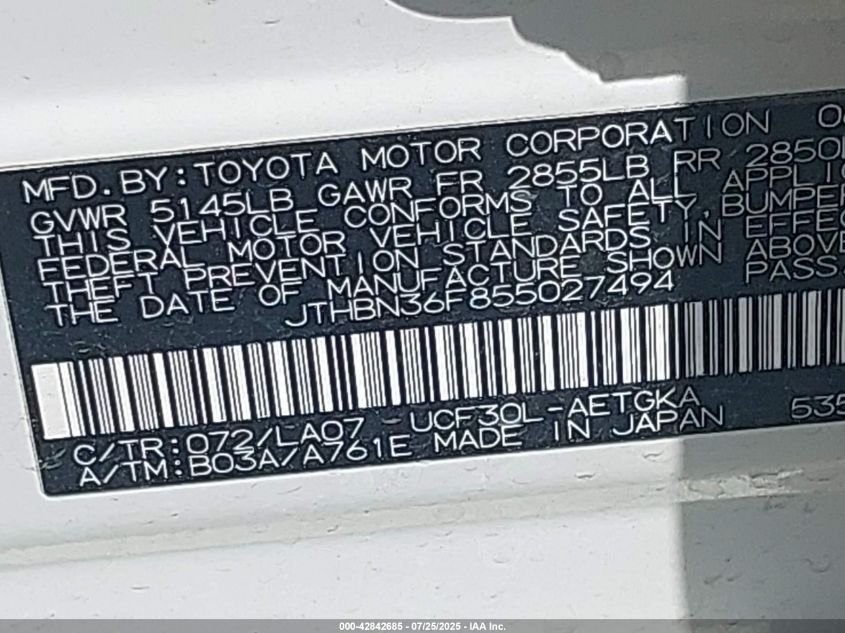 MFD. BY: TOYOTA MOTOR CORPORATION
GVWR 5145LB GAWR FR 2855LB RR 2850
THIS VEHICLE CONFORMS TO ALL
FEDERAL MOTOR VEHICLE SAFETY, BUMPER
THEFT PREVENTION STANDARDS IN
THE DATE OF MANUFACTURE SHOWN ABOVE
JTHBN36F855027494 PASS.
C/TR:072/LA07 UCF30L-AETGKA
A/TM:B03A/A761E MADE IN JAPAN 535
000-42842685 - 07/25/2025 - IAA Inc.